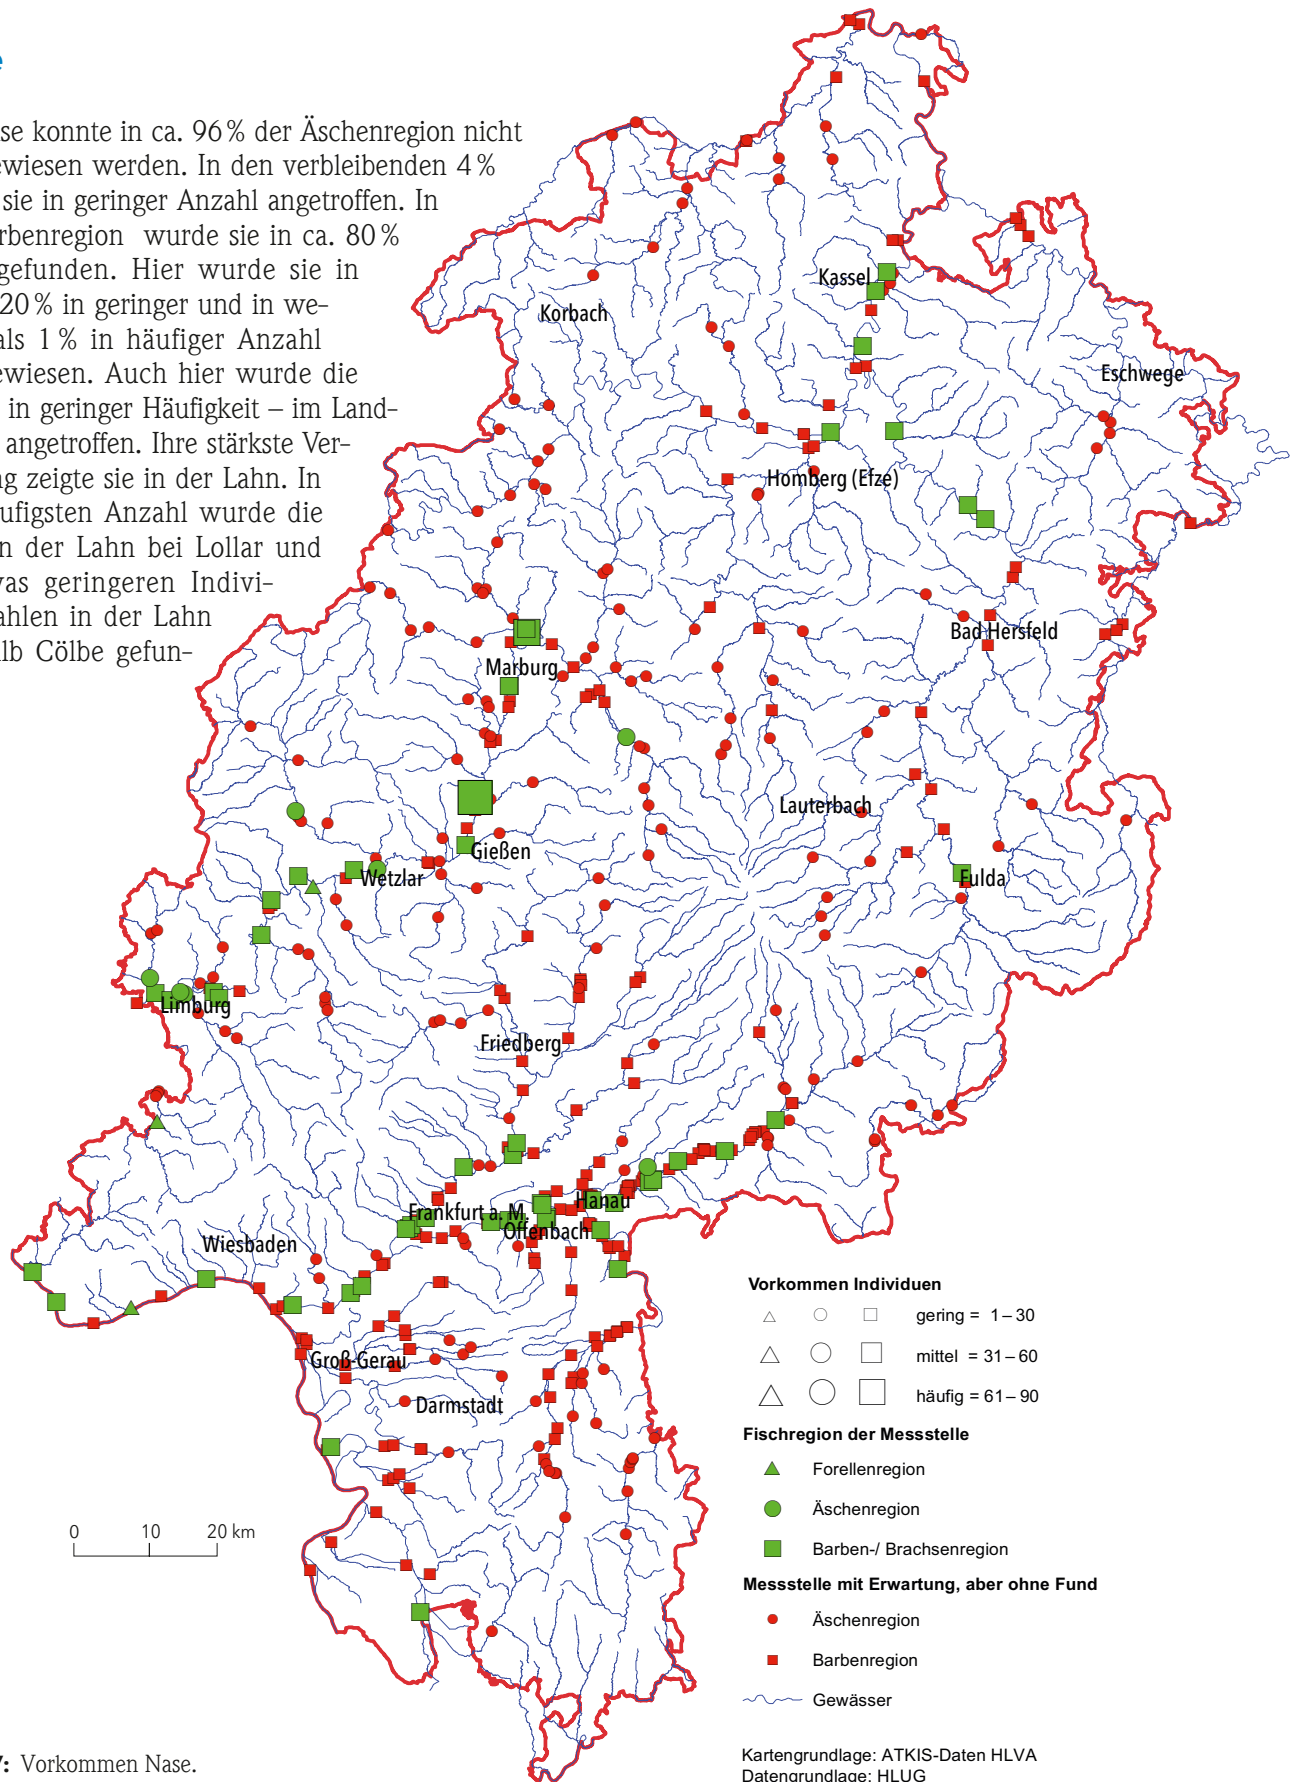 e
se konnte in ca. 96 % der Äschenregion nicht
ewiesen werden. In den verbleibenden 4 %
sie in geringer Anzahl angetroffen. In
rbenregion wurde sie in ca. 80 %
gefunden. Hier wurde sie in
20 % in geringer und in we-
als 1 % in häufiger Anzahl
ewiesen. Auch hier wurde die
in geringer Häufigkeit – im Land-
angetroffen. Ihre stärkste Ver-
ng zeigte sie in der Lahn. In
ufigsten Anzahl wurde die
n der Lahn bei Lollar und
vas geringeren Indivi-
ahlen in der Lahn
lb Cölbe gefun-
Kassel
Korbach
Eschwege
Homberg (Efze)
Bad Hersfeld
Marburg
Lauterbach
Gießen
Wetzlar
Fulda
Limburg
Friedberg
Hanau
Frankfurt a. M.
Offenbach
Wiesbaden
Groß-Gerau
Darmstadt
Vorkommen Individuen
gering = 1 – 30
mittel = 31 – 60
häufig = 61 – 90
Fischregion der Messstelle
Forellenregion
Äschenregion
Barben-/ Brachsenregion
Messstelle mit Erwartung, aber ohne Fund
Äschenregion
Barbenregion
Gewässer
0 10 20 km
Kartengrundlage: ATKIS-Daten HLVA
Datengrundlage: HLUG
7: Vorkommen Nase.